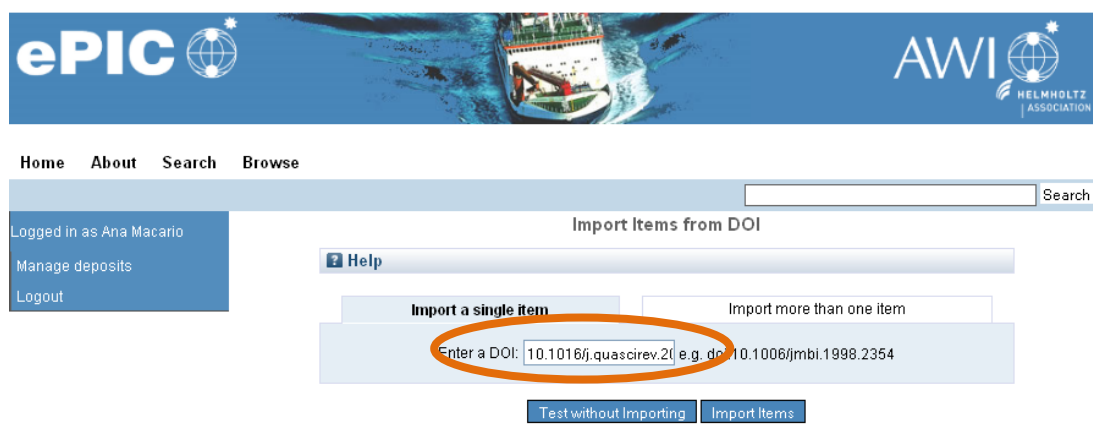 ePIC
AWI
HELMHOLTZ
ASSOCIATION
Home About Search Browse
Search
Logged in as Ana Macario
Manage deposits
Logout
Import Items from DOI
? Help
Import a single item
Import more than one item
Enter a DOI: 10.1016/j.quascirev.20 e.g. doi:10.1006/jmbi.1998.2354
Test without Importing Import Items